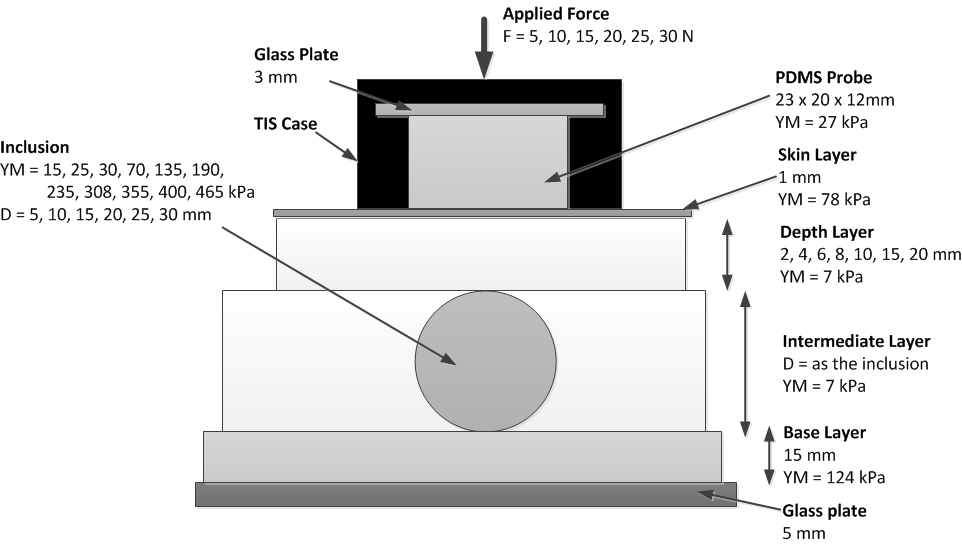 Applied Force
F = 5, 10, 15, 20, 25, 30 N
Glass Plate
3 mm
PDMS Probe
23 x 20 x 12mm
YM = 27 kPa
TIS Case
Inclusion
YM = 15, 25, 30, 70, 135, 190,
235, 308, 355, 400, 465 kPa
D = 5, 10, 15, 20, 25, 30 mm
Skin Layer
1 mm
YM = 78 kPa
Depth Layer
2, 4, 6, 8, 10, 15, 20 mm
YM = 7 kPa
Intermediate Layer
D = as the inclusion
YM = 7 kPa
Base Layer
15 mm
YM = 124 kPa
Glass plate
5 mm